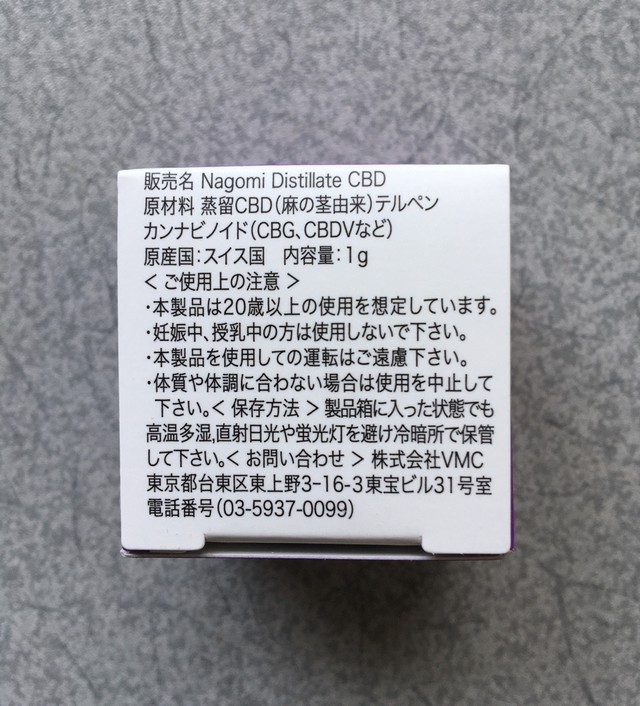 販売名 Nagomi Distillate CBD
原材料 蒸留CBD(麻の茎由来)テルペン
カンナビノイド(CBG、CBDVなど)
原産国:スイス国　内容量:1g
< ご使用上の注意 >
・本製品は20歳以上の使用を想定しています。
・妊娠中、授乳中の方は使用しないで下さい。
・本製品を使用しての運転はご遠慮下さい。
・体質や体調に合わない場合は使用を中止して
下さい。< 保存方法 > 製品箱に入った状態でも
高温多湿,直射日光や蛍光灯を避け冷暗所で保管
して下さい。< お問い合わせ > 株式会社VMC
東京都台東区東上野3-16-3東宝ビル31号室
電話番号(03-5937-0099)